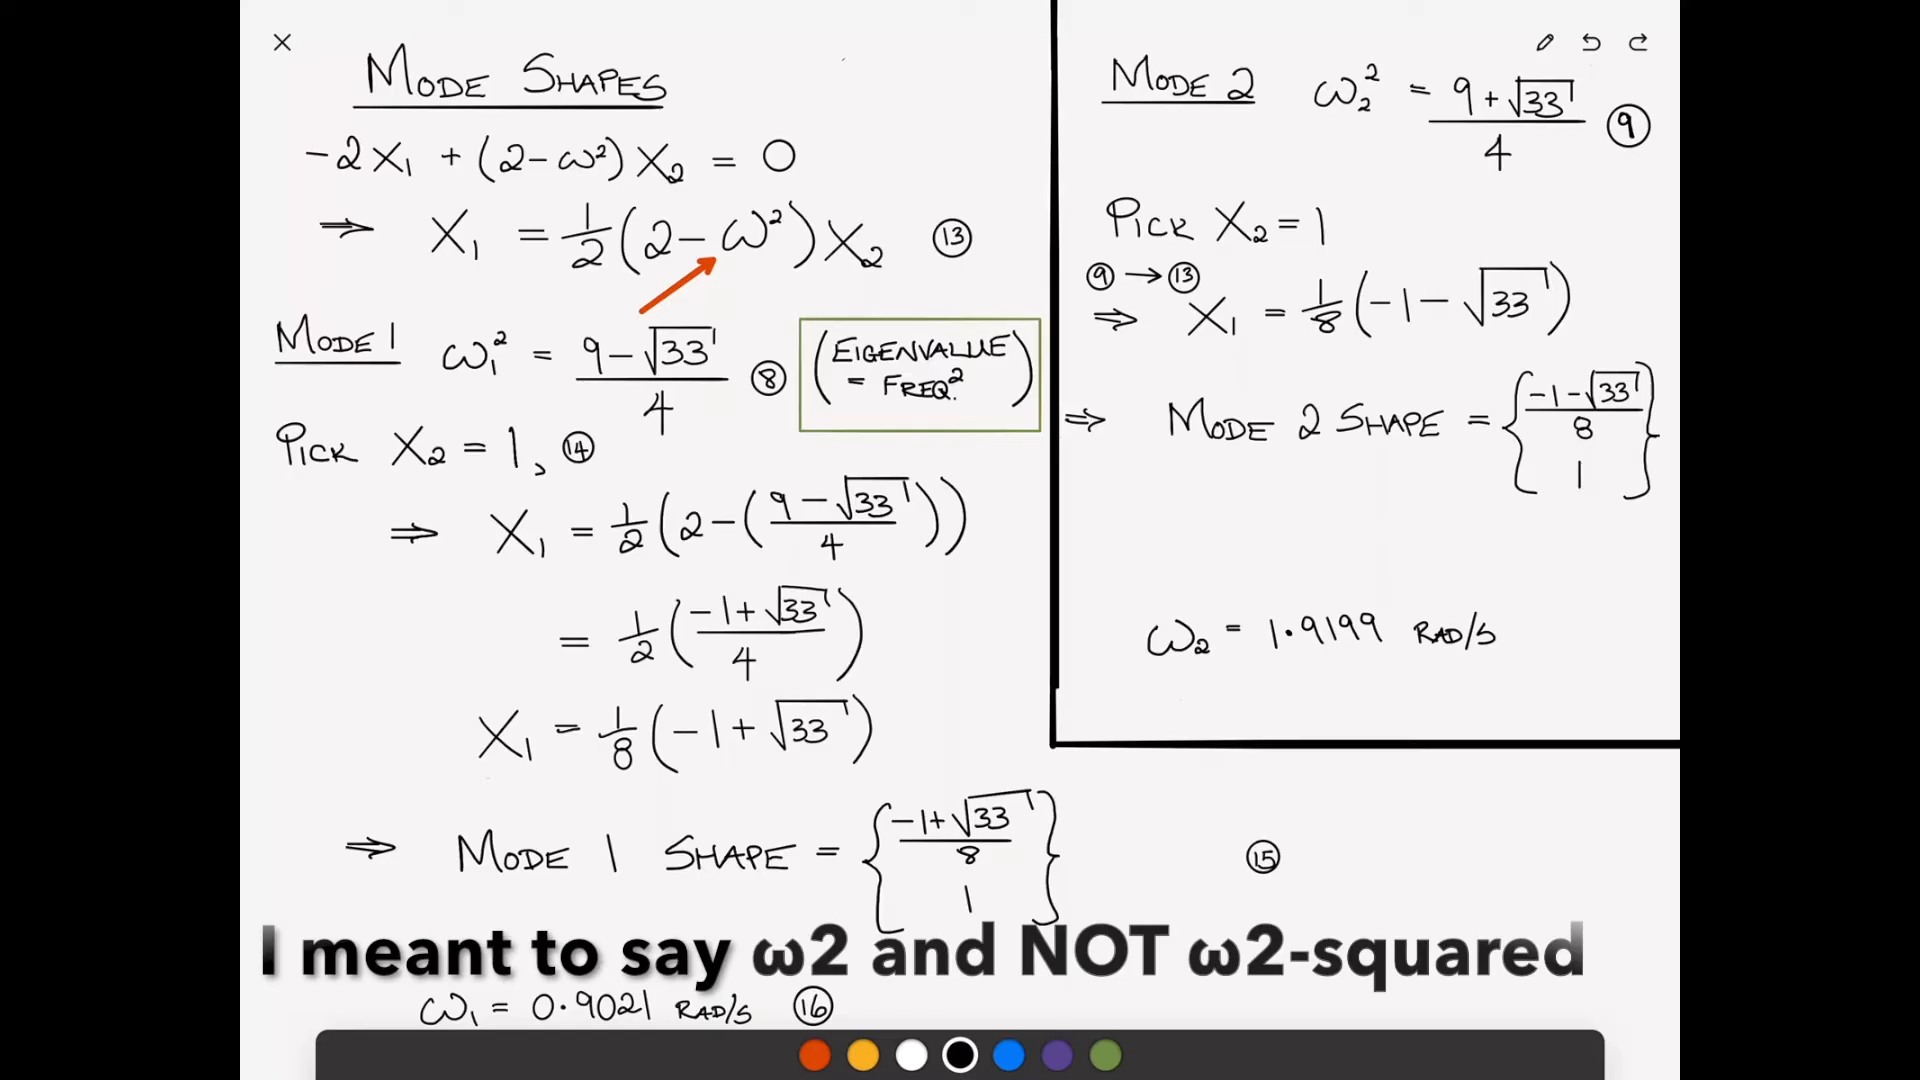 MODE SHAPES
-2X₁ + (2-ω²)X₂ = 0
⇒ X₁ = 1/2 (2-ω²)X₂ ⑬
MODE 1 ω₁² = (9-√33)/4 ⑧ (EIGENVALUE
= FREQ.²)
PICK X₂ = 1, ⑭
⇒ X₁ = 1/2 (2-((9-√33)/4))
= 1/2 ((-1+√33)/4)
X₁ = 1/8 (-1+√33)
⇒ MODE 1 SHAPE = { (-1+√33)/8
1 } ⑮
ω₁ = 0.9021 RAD/S ⑯
MODE 2 ω₂² = (9+√33)/4 ⑨
PICK X₂ = 1
⑨ → ⑬
⇒ X₁ = 1/8 (-1-√33)
⇒ MODE 2 SHAPE = { (-1-√33)/8
1 }
ω₂ = 1.9199 RAD/S
I meant to say ω2 and NOT ω2-squared